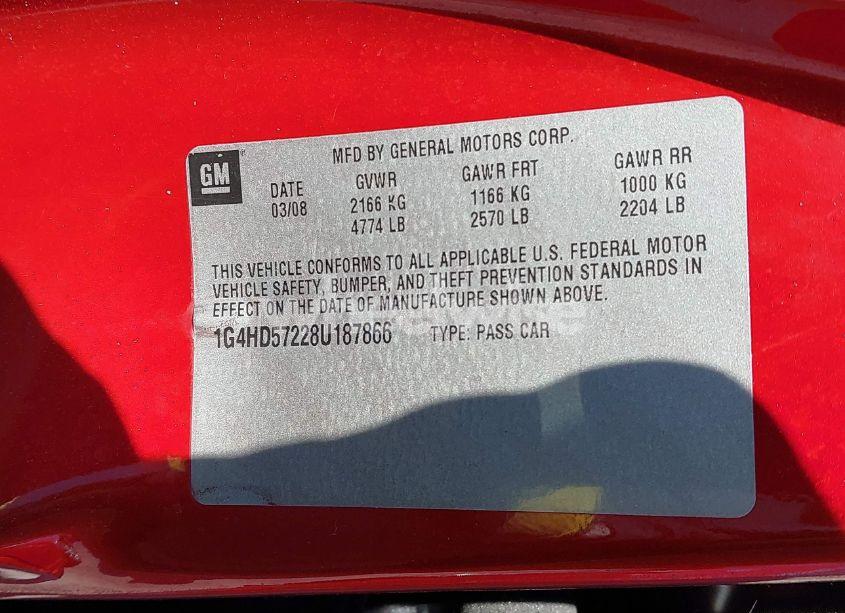 MFD BY GENERAL MOTORS CORP.
GM
DATE GVWR GAWR FRT GAWR RR
03/08 2166 KG 1166 KG 1000 KG
4774 LB 2570 LB 2204 LB
THIS VEHICLE CONFORMS TO ALL APPLICABLE U.S. FEDERAL MOTOR
VEHICLE SAFETY, BUMPER, AND THEFT PREVENTION STANDARDS IN
EFFECT ON THE DATE OF MANUFACTURE SHOWN ABOVE.
1G4HD57228U187866 TYPE: PASS CAR